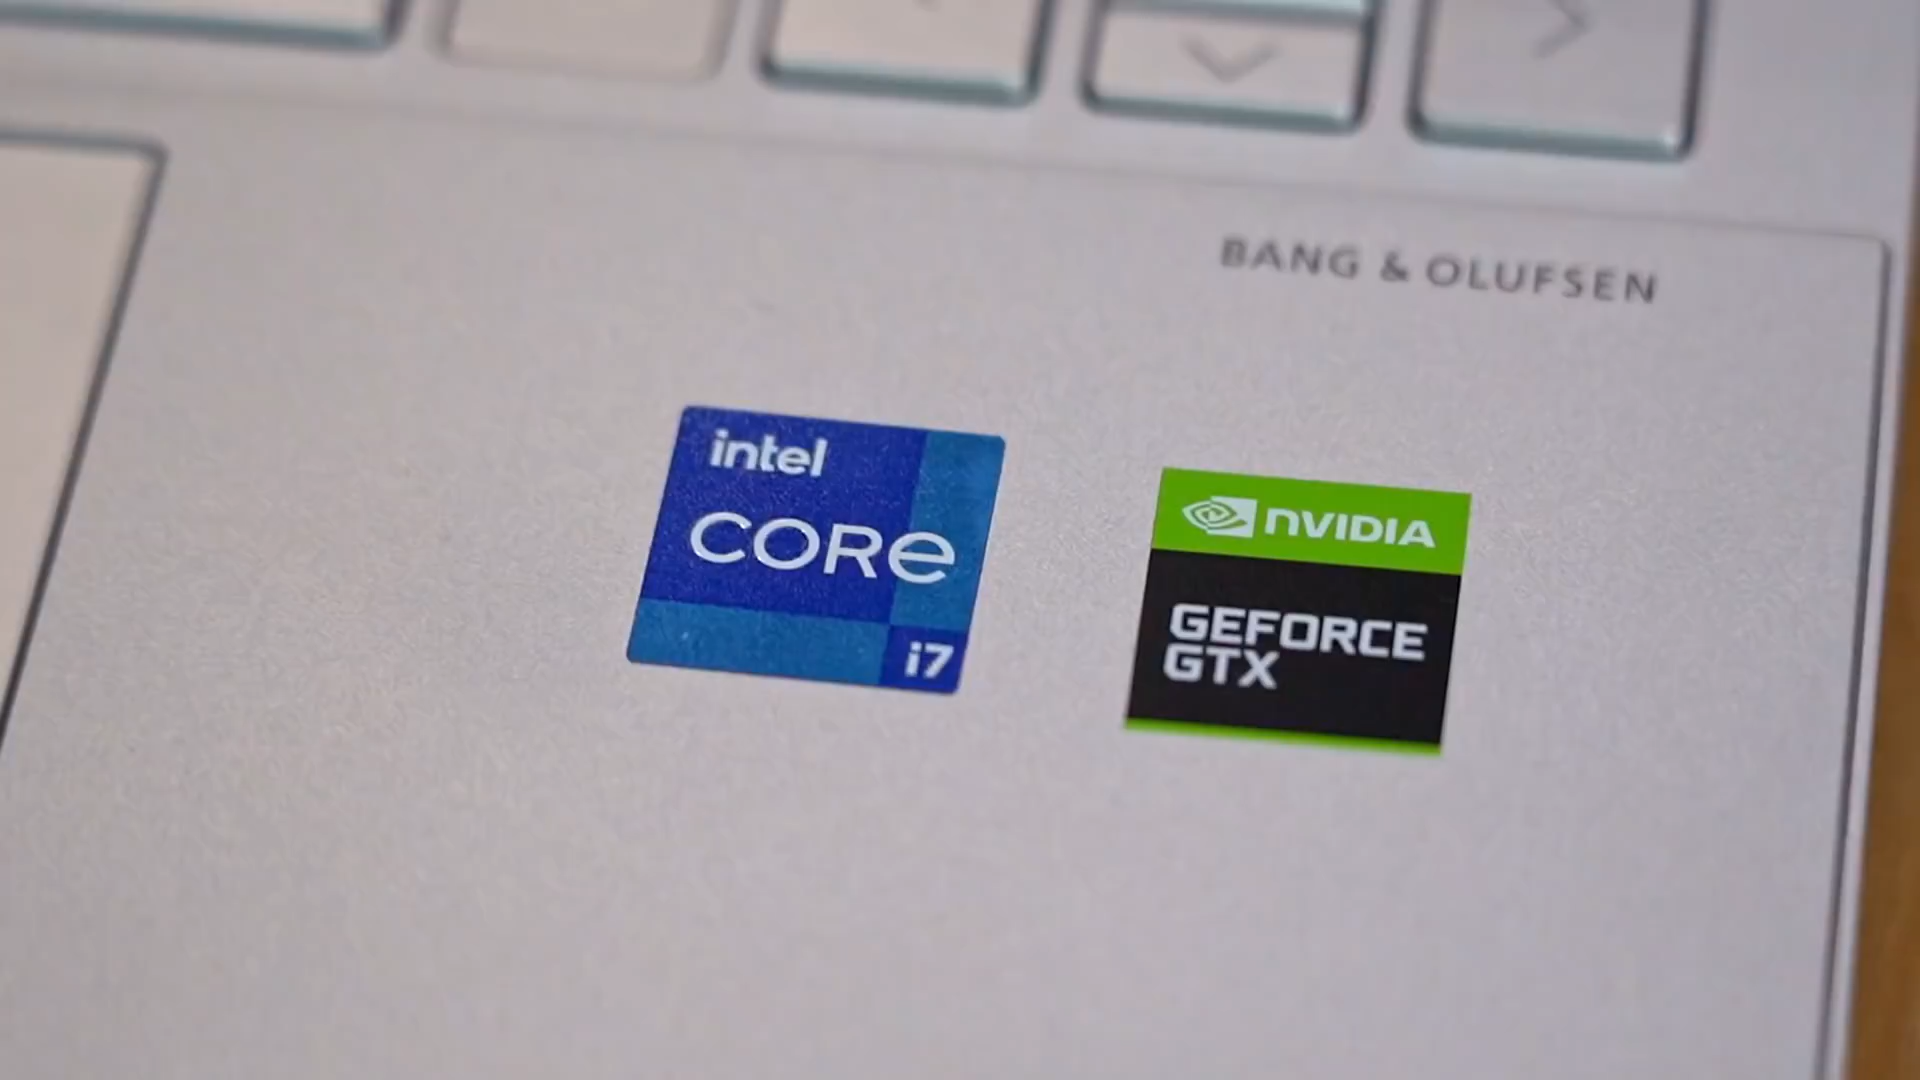 BANG & OLUFSEN
intel
CORE
i7
NVIDIA
GEFORCE
GTX